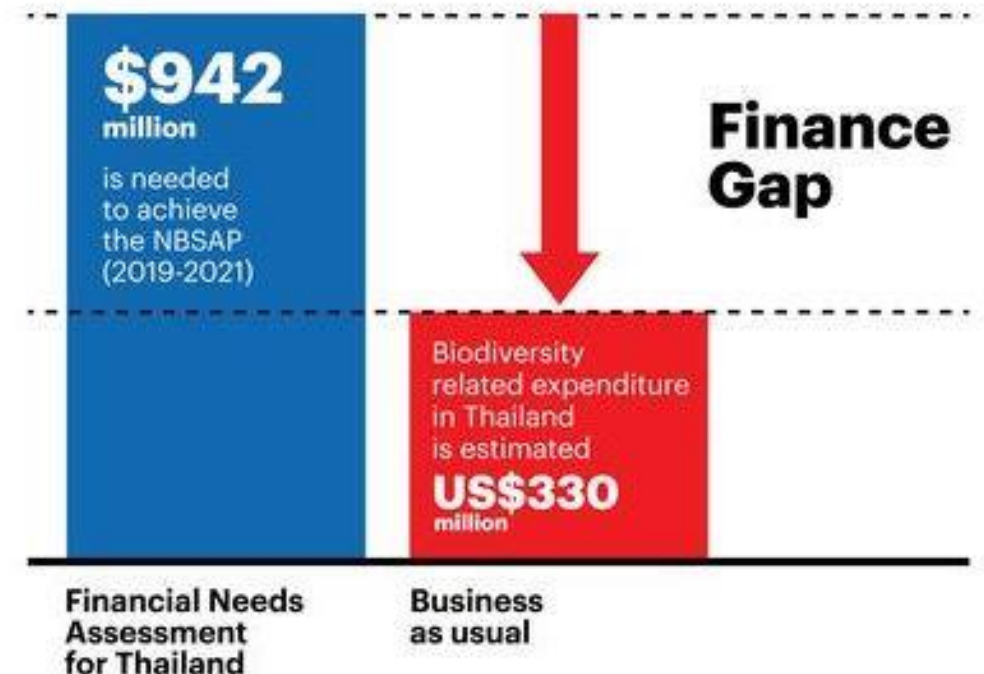 $942
million
is needed
to achieve
the NBSAP
(2019-2021)
Finance
Gap
Biodiversity
related expenditure
in Thailand
is estimated
US$330
million
Financial Needs
Assessment
for Thailand
Business
as usual